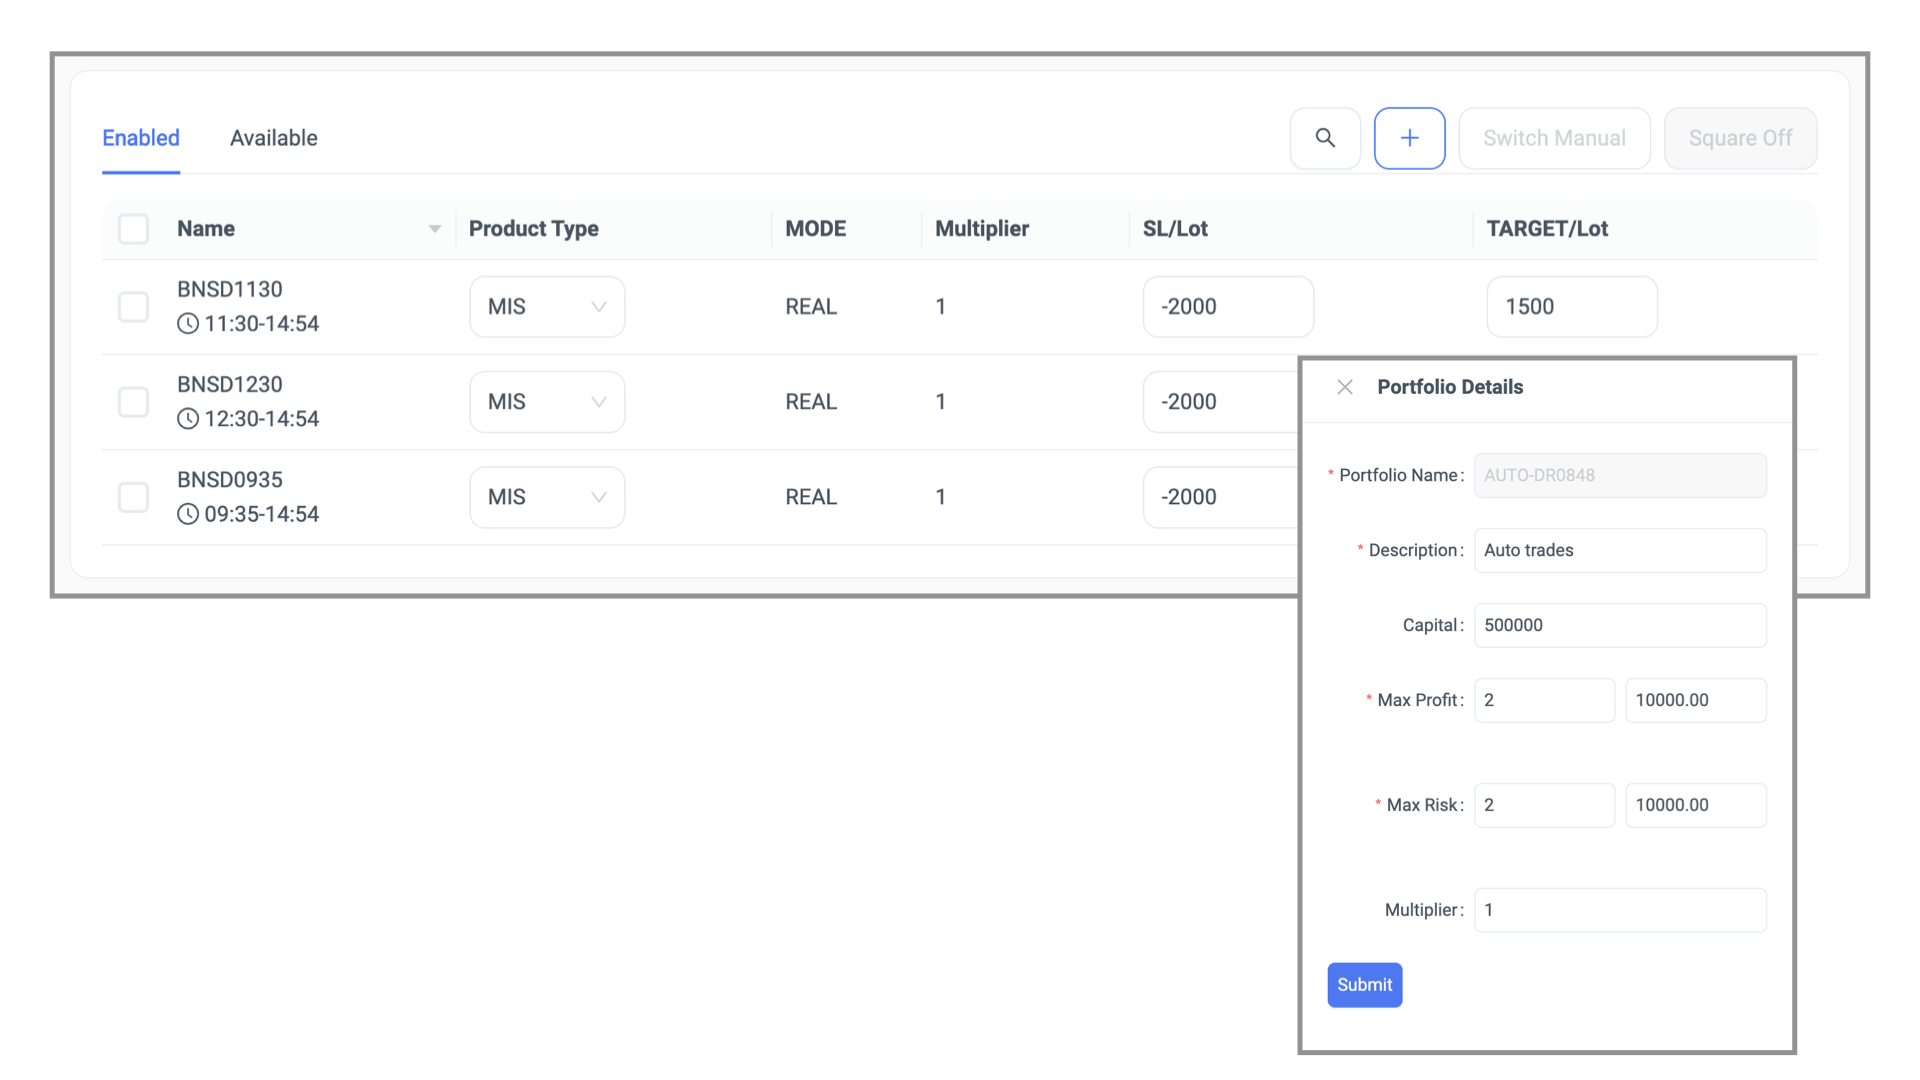 Enabled Available Switch Manual Square Off
Name Product Type MODE Multiplier SL/Lot TARGET/Lot
BNSD1130
11:30-14:54
MIS REAL 1 -2000 1500
BNSD1230
12:30-14:54
MIS REAL 1 -2000
BNSD0935
09:35-14:54
MIS REAL 1 -2000
Portfolio Details
* Portfolio Name: AUTO-DR0848
* Description: Auto trades
Capital: 500000
* Max Profit: 2 10000.00
* Max Risk: 2 10000.00
Multiplier: 1
Submit